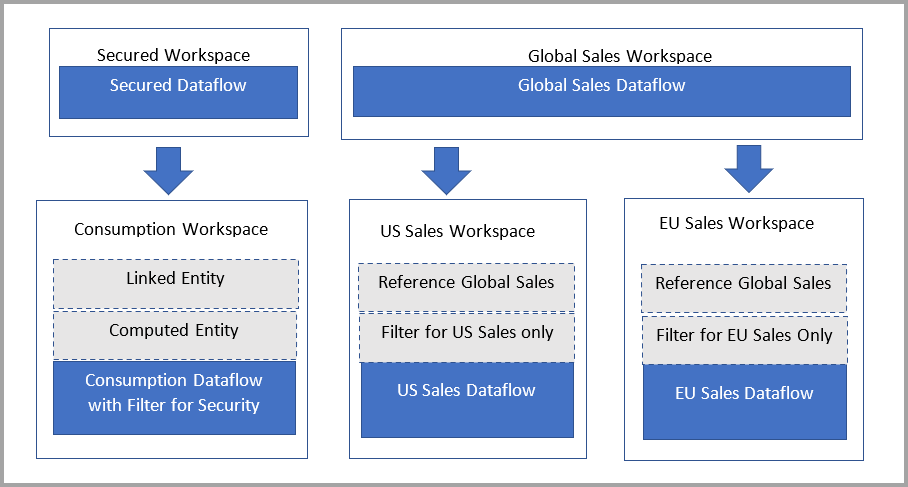 Secured Workspace
Secured Dataflow
Global Sales Workspace
Global Sales Dataflow
Consumption Workspace
Linked Entity
Computed Entity
Consumption Dataflow
with Filter for Security
US Sales Workspace
Reference Global Sales
Filter for US Sales only
US Sales Dataflow
EU Sales Workspace
Reference Global Sales
Filter for EU Sales Only
EU Sales Dataflow